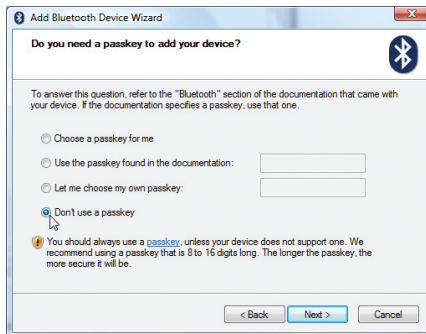 Add Bluetooth Device Wizard
Do you need a passkey to add your device?
To answer this question, refer to the "Bluetooth" section of the documentation that came with
your device. If the documentation specifies a passkey, use that one.
Choose a passkey for me
Use the passkey found in the documentation:
Let me choose my own passkey:
Don't use a passkey
You should always use a passkey, unless your device does not support one. We
recommend using a passkey that is 8 to 16 digits long. The longer the passkey, the
more secure it will be.
< Back Next > Cancel